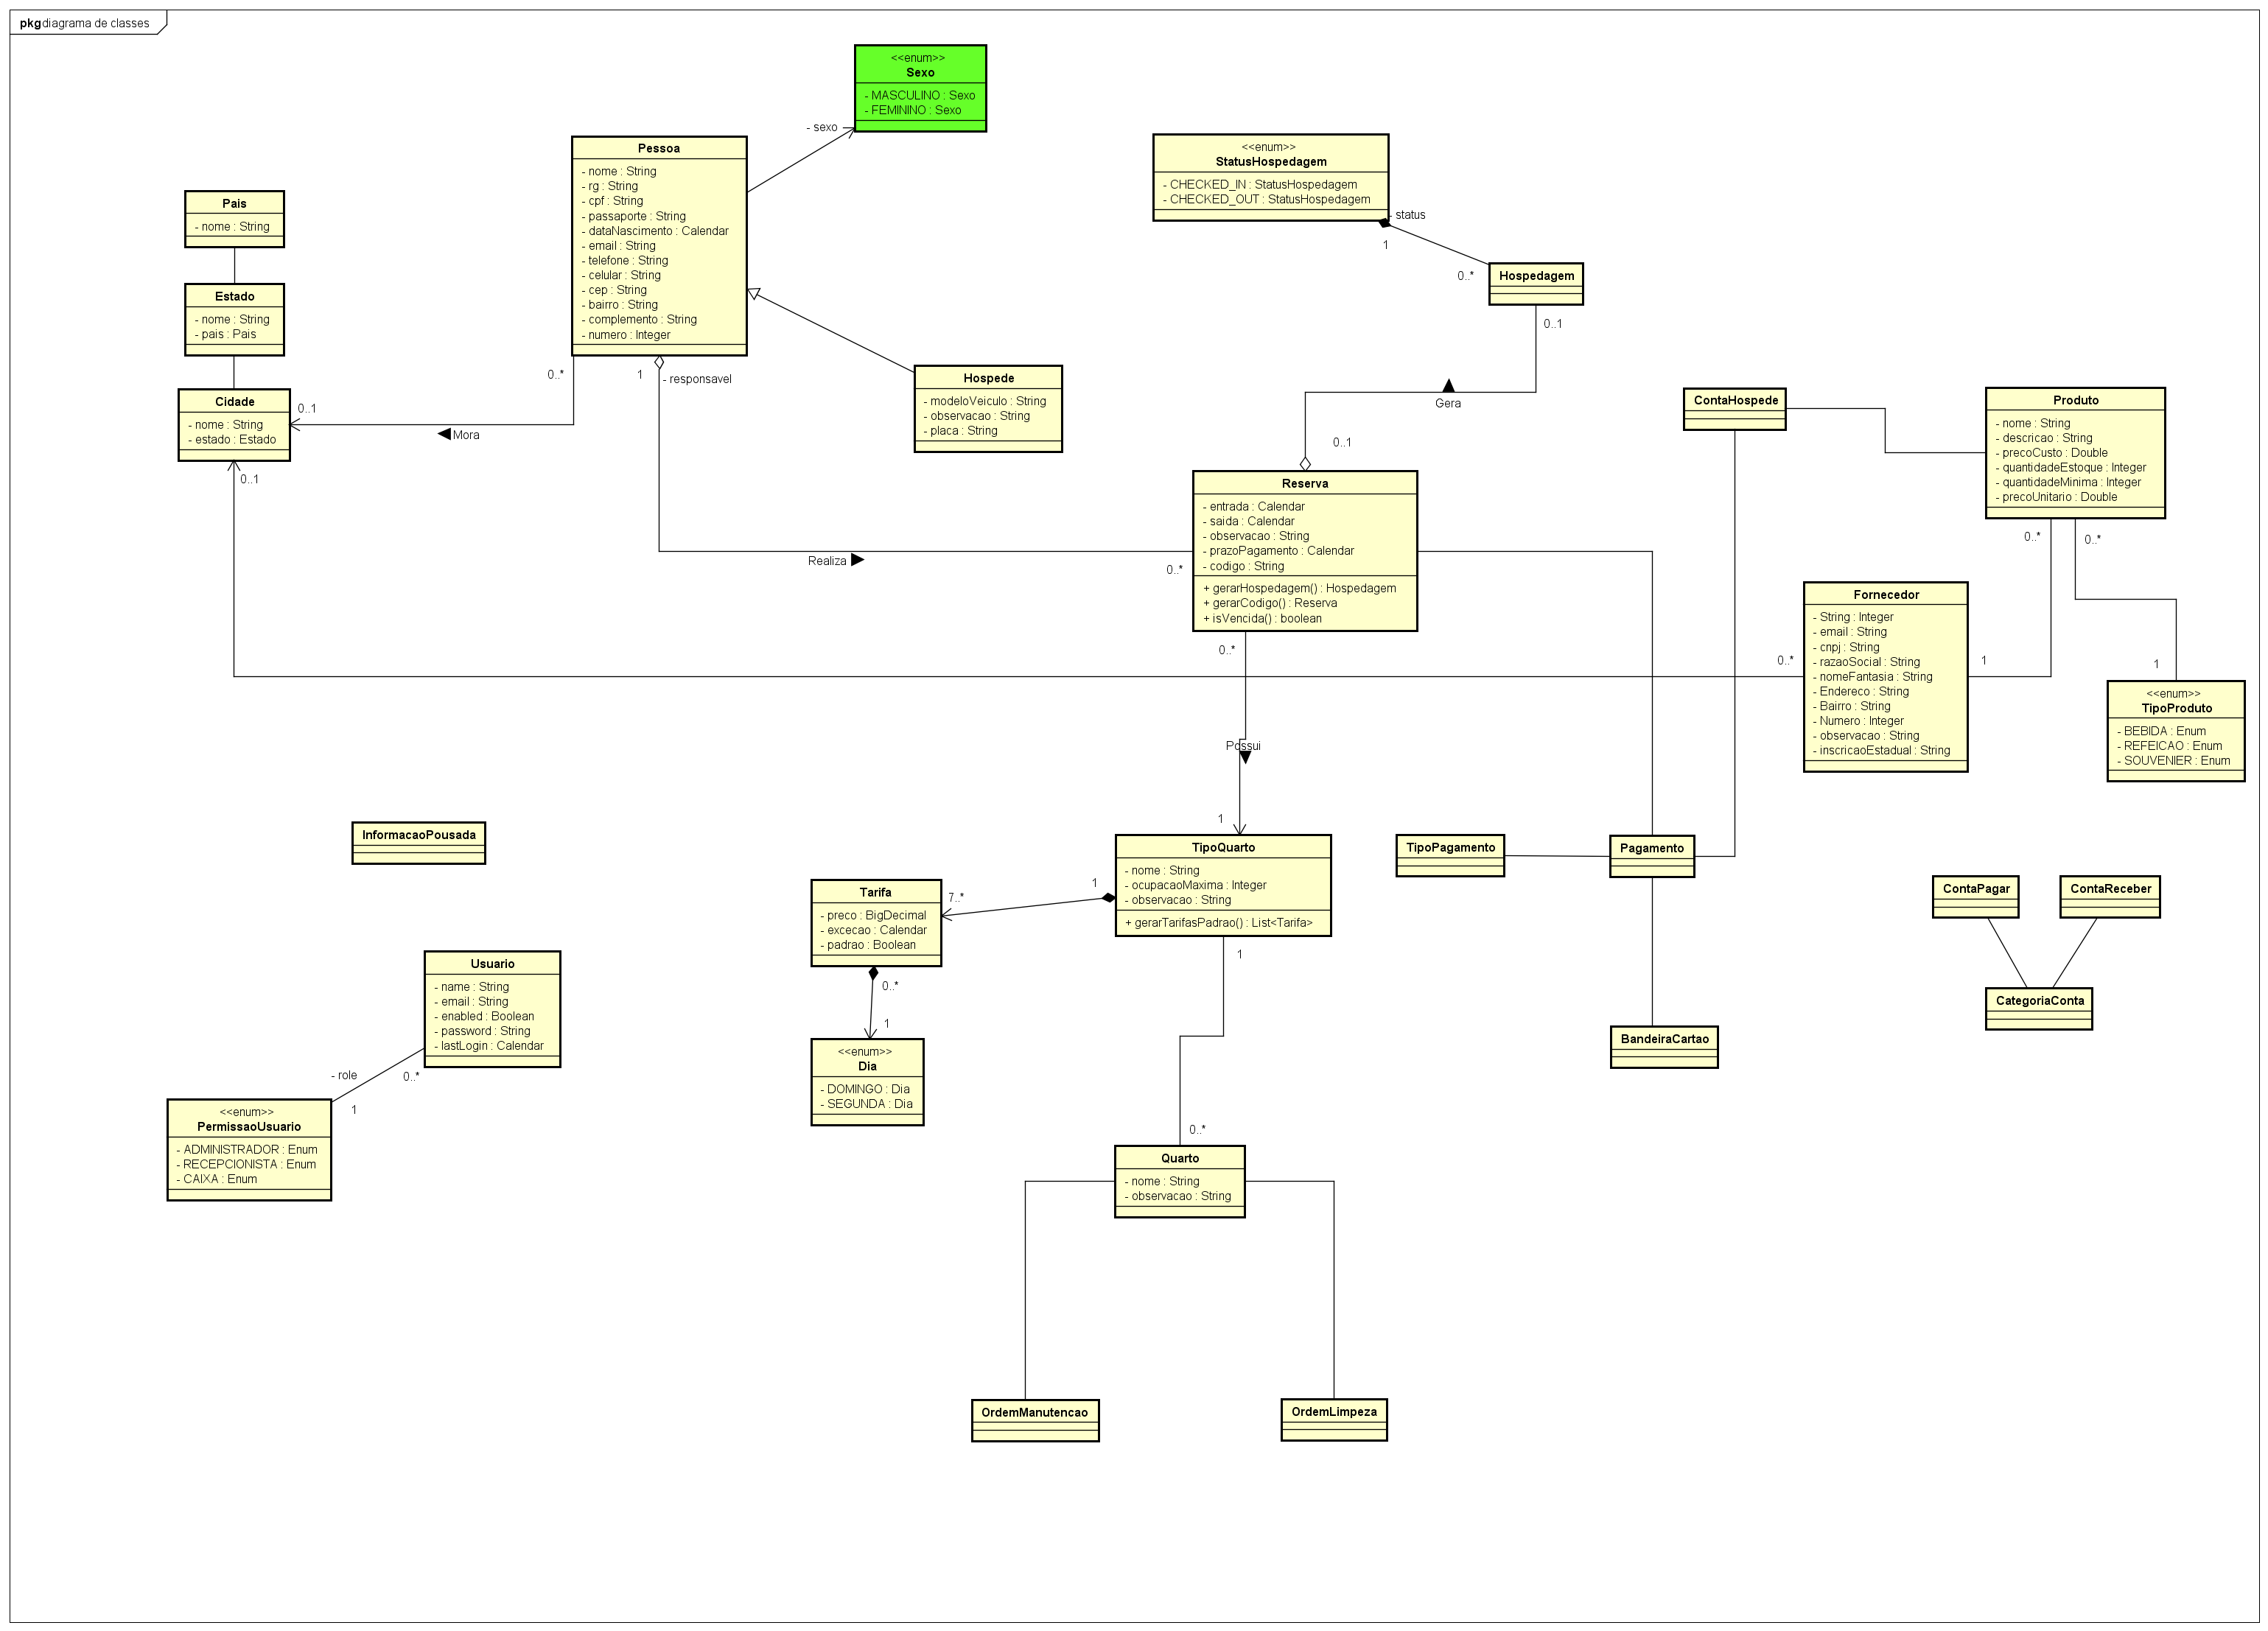 pkg diagrama de classes
<<enum>>
Sexo
- MASCULINO : Sexo
- FEMININO : Sexo
- sexo
Pessoa
- nome : String
- rg : String
- cpf : String
- passaporte : String
- dataNascimento : Calendar
- email : String
- telefone : String
- celular : String
- cep : String
- bairro : String
- complemento : String
- numero : Integer
<<enum>>
StatusHospedagem
- CHECKED_IN : StatusHospedagem
- CHECKED_OUT : StatusHospedagem
- status
1
0..*
Hospedagem
0..1
Pais
- nome : String
Estado
- nome : String
- pais : Pais
Cidade
- nome : String
- estado : Estado
0..1
0..1
0..*
Mora
1
- responsavel
Hospede
- modeloVeiculo : String
- observacao : String
- placa : String
Gera
0..1
ContaHospede
Produto
- nome : String
- descricao : String
- precoCusto : Double
- quantidadeEstoque : Integer
- quantidadeMinima : Integer
- precoUnitario : Double
0..*
0..*
Reserva
- entrada : Calendar
- saida : Calendar
- observacao : String
- prazoPagamento : Calendar
- codigo : String
+ gerarHospedagem() : Hospedagem
+ gerarCodigo() : Reserva
+ isVencida() : boolean
Realiza
0..*
0..*
Possui
1
Fornecedor
- String : Integer
- email : String
- cnpj : String
- razaoSocial : String
- nomeFantasia : String
- Endereco : String
- Bairro : String
- Numero : Integer
- observacao : String
- inscricaoEstadual : String
0..*
1
1
<<enum>>
TipoProduto
- BEBIDA : Enum
- REFEICAO : Enum
- SOUVENIER : Enum
InformacaoPousada
TipoQuarto
- nome : String
- ocupacaoMaxima : Integer
- observacao : String
+ gerarTarifasPadrao() : List<Tarifa>
1
7..*
1
Tarifa
- preco : BigDecimal
- excecao : Calendar
- padrao : Boolean
0..*
1
<<enum>>
Dia
- DOMINGO : Dia
- SEGUNDA : Dia
TipoPagamento
Pagamento
BandeiraCartao
ContaPagar
ContaReceber
CategoriaConta
Usuario
- name : String
- email : String
- enabled : Boolean
- password : String
- lastLogin : Calendar
- role
0..*
1
<<enum>>
PermissaoUsuario
- ADMINISTRADOR : Enum
- RECEPCIONISTA : Enum
- CAIXA : Enum
0..*
Quarto
- nome : String
- observacao : String
OrdemManutencao
OrdemLimpeza